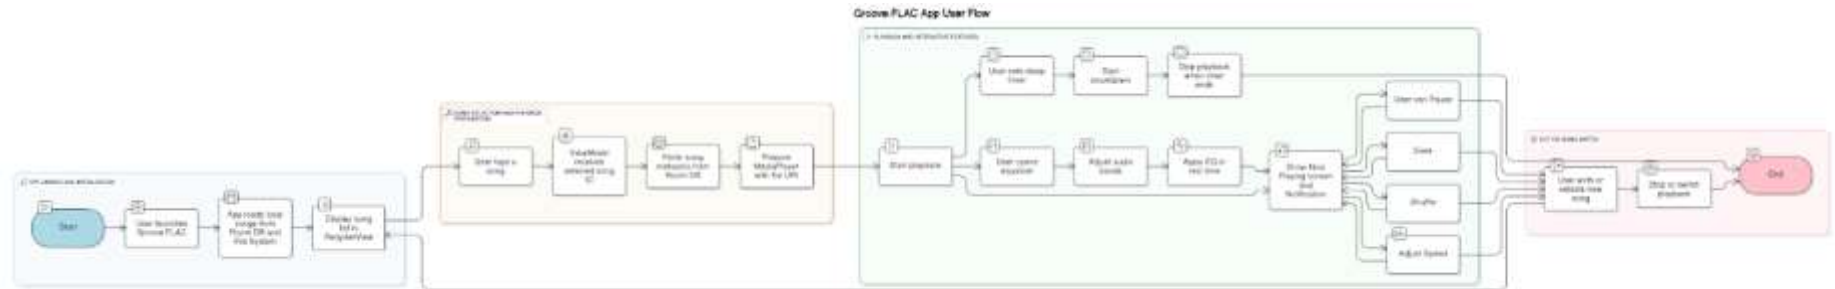 Groove FLAC App User Flow
Start
User launches
Groove FLAC
App reads local
songs from
Room DB and
File System
Display song
list in
RecyclerView
User taps a
song
ViewModel
receives
selected song
ID
Fetch song
metadata from
Room DB
Prepare
MediaPlayer
with file URI
Start playback
User sets sleep
timer
Start
countdown
Stop playback
when timer
ends
User opens
equalizer
Adjust audio
bands
Apply EQ in
real time
Show Now
Playing screen
and
Notification
User can Pause
Seek
Shuffle
Adjust Speed
User exits or
selects new
song
Stop or switch
playback
End